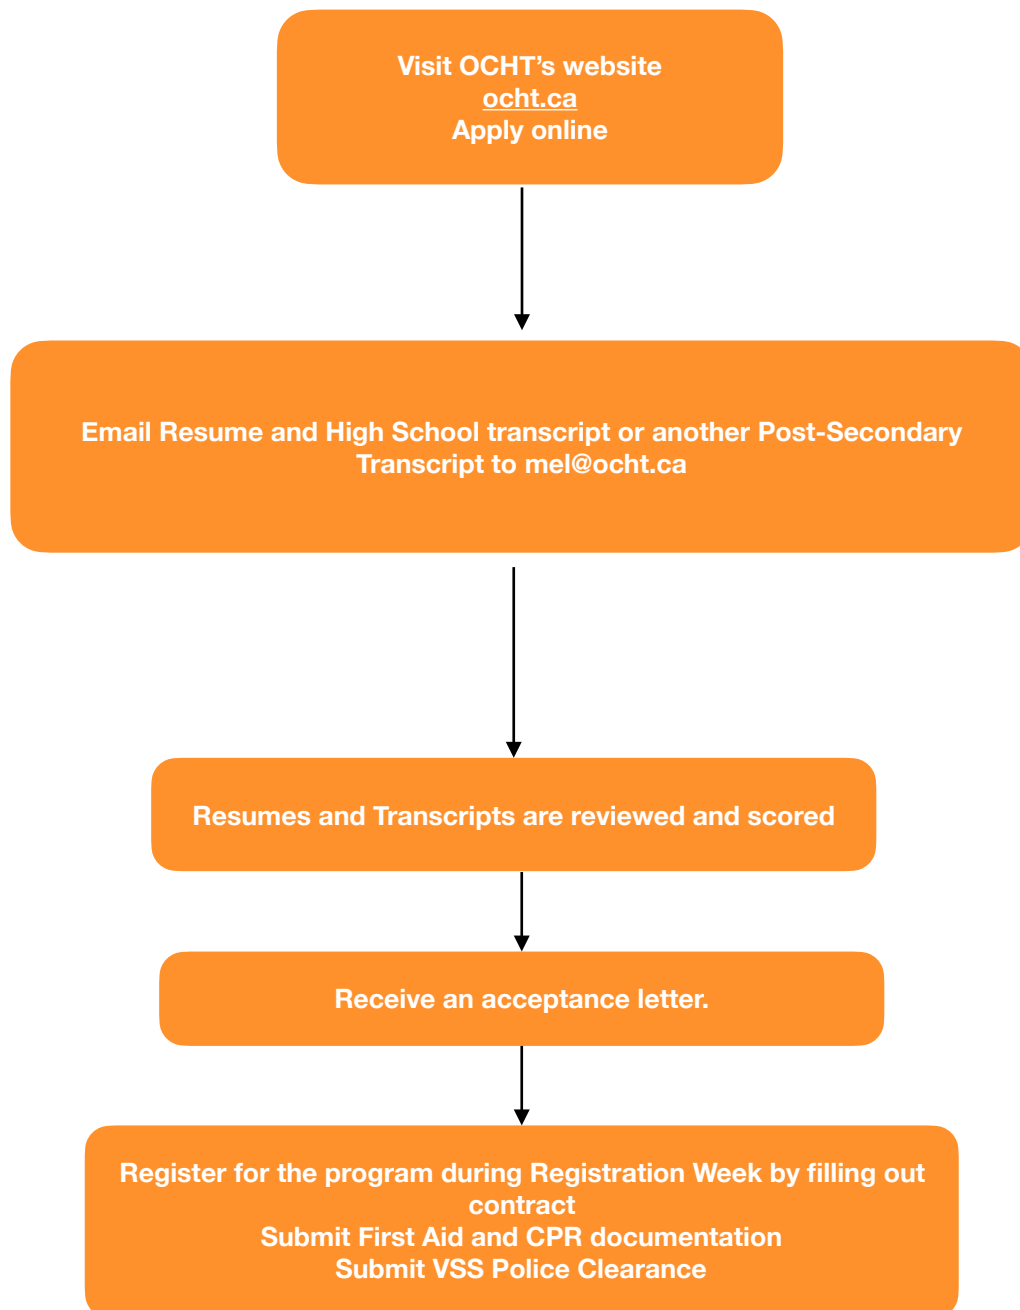 Visit OCHT’s website
ocht.ca
Apply online
Email Resume and High School transcript or another Post-Secondary
Transcript to mel@ocht.ca
Resumes and Transcripts are reviewed and scored
Receive an acceptance letter.
Register for the program during Registration Week by filling out
contract
Submit First Aid and CPR documentation
Submit VSS Police Clearance